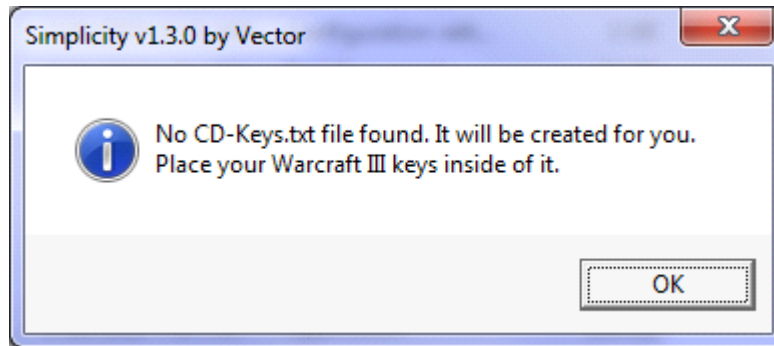 Simplicity v1.3.0 by Vector
No CD-Keys.txt file found. It will be created for you.
Place your Warcraft III keys inside of it.
OK